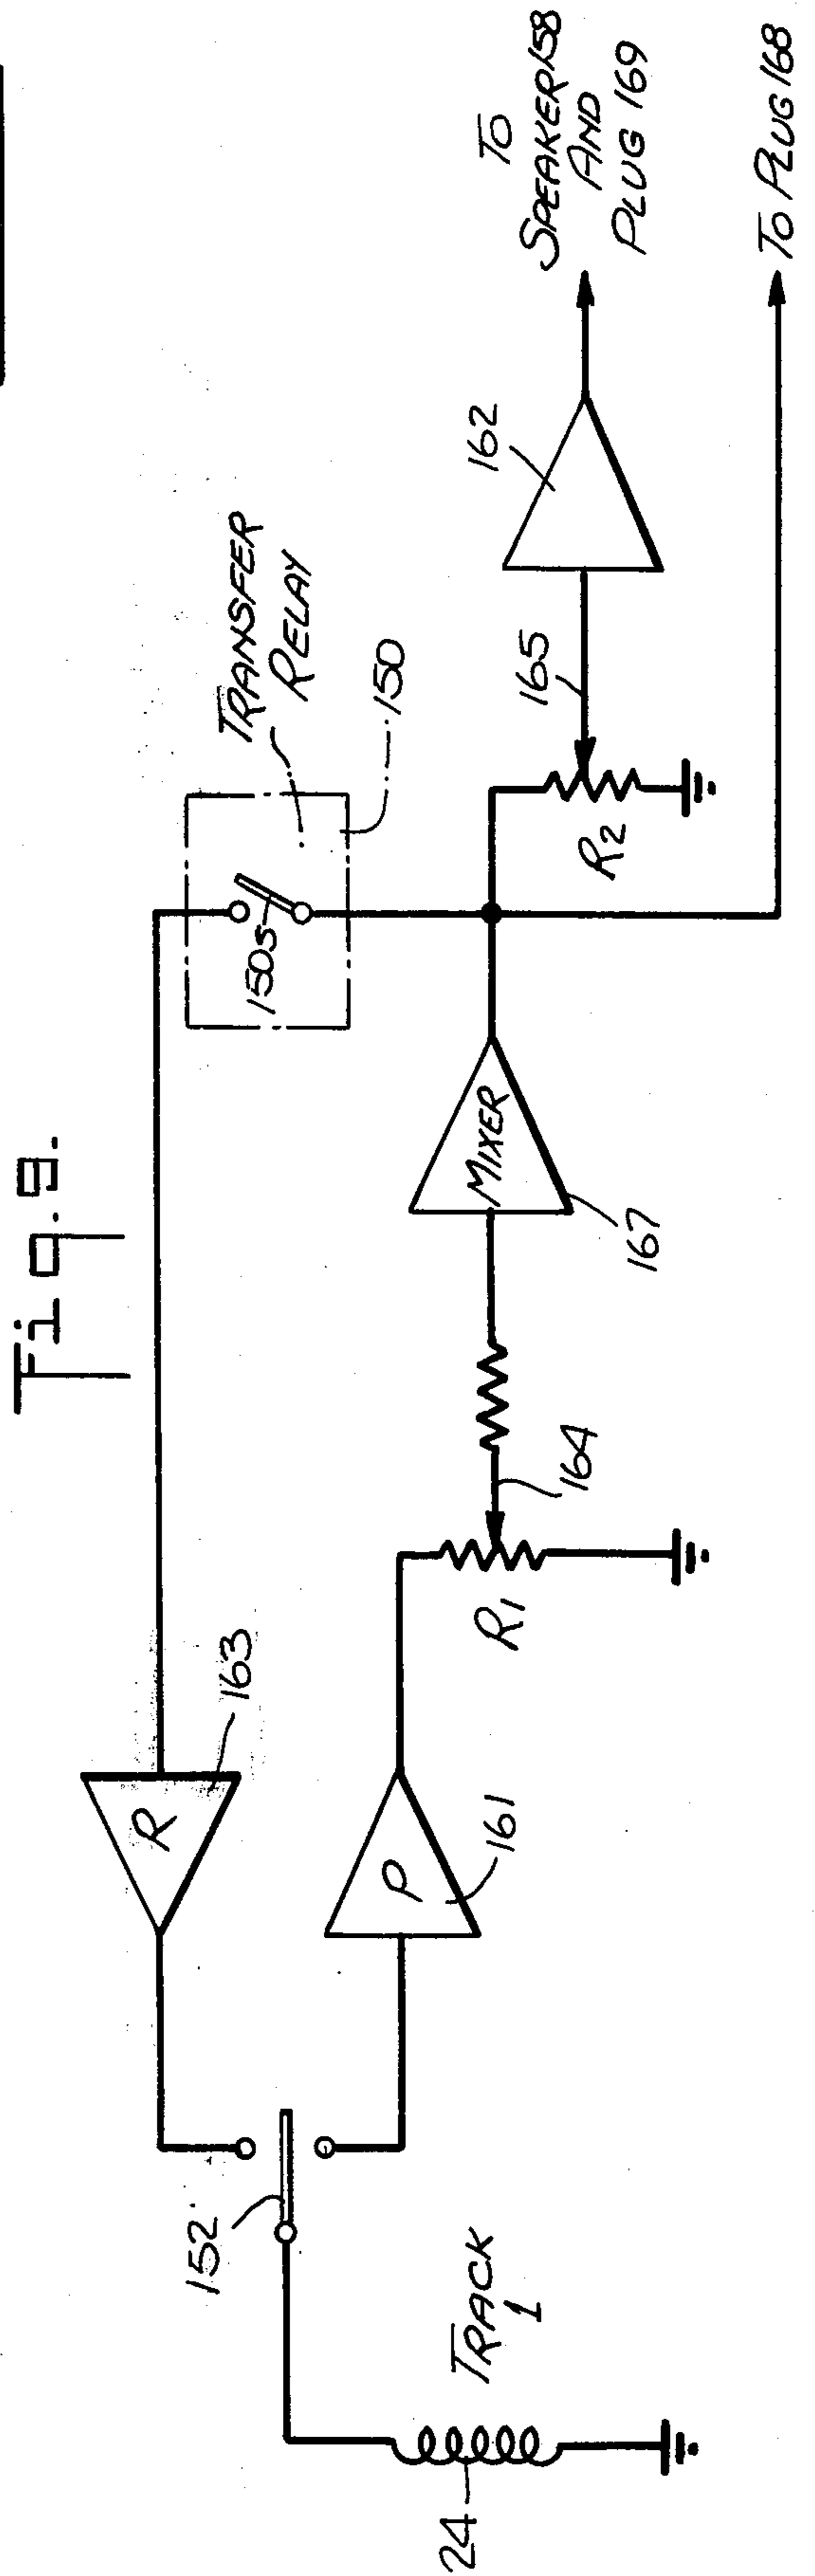 Fig. 9.
TRANSFER
RELAY
150
150s
R
163
152
P
161
R1
164
MIXER
167
R2
165
162
TO
SPEAKER 158
AND
PLUG 169
TO PLUG 168
TRACK
1
24